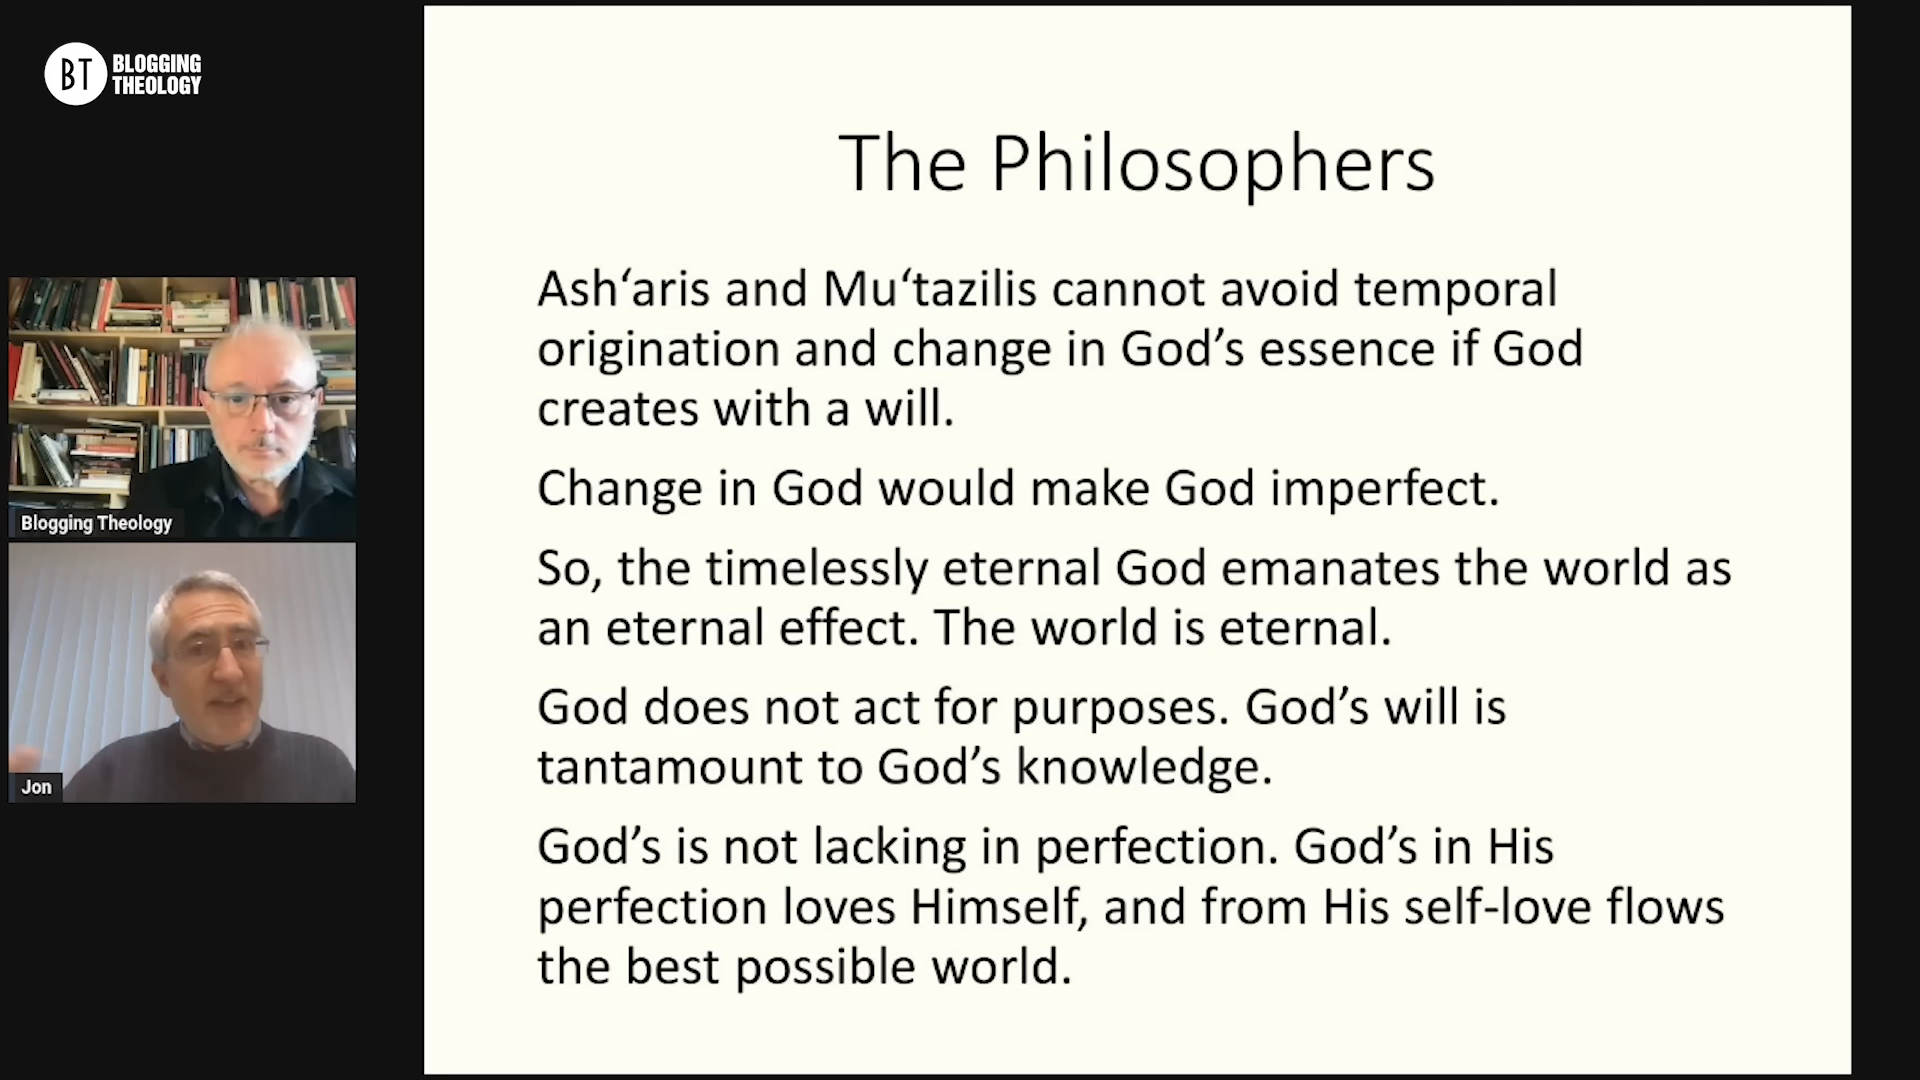 BT
BLOGGING
THEOLOGY
The Philosophers
Ash‘aris and Mu‘tazilis cannot avoid temporal
origination and change in God’s essence if God
creates with a will.
Change in God would make God imperfect.
So, the timelessly eternal God emanates the world as
an eternal effect. The world is eternal.
God does not act for purposes. God’s will is
tantamount to God’s knowledge.
God’s is not lacking in perfection. God’s in His
perfection loves Himself, and from His self-love flows
the best possible world.
Blogging Theology
Jon